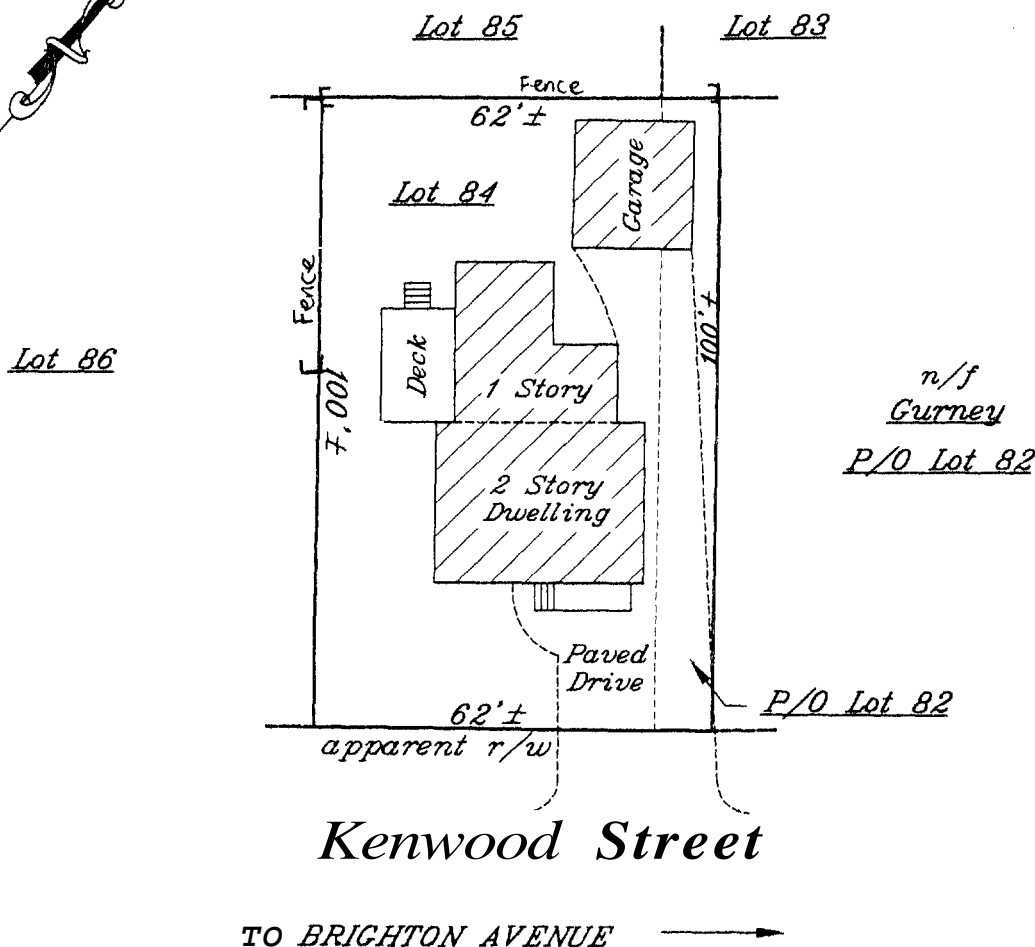 Lot 85
Lot 83
Fence
62'±
Garage
Lot 84
Fence
100'±
Lot 86
Deck
100'±
1 Story
n/f
Gurney
P/O Lot 82
2 Story
Dwelling
Paved
Drive
P/O Lot 82
62'±
apparent r/w
Kenwood Street
TO BRIGHTON AVENUE